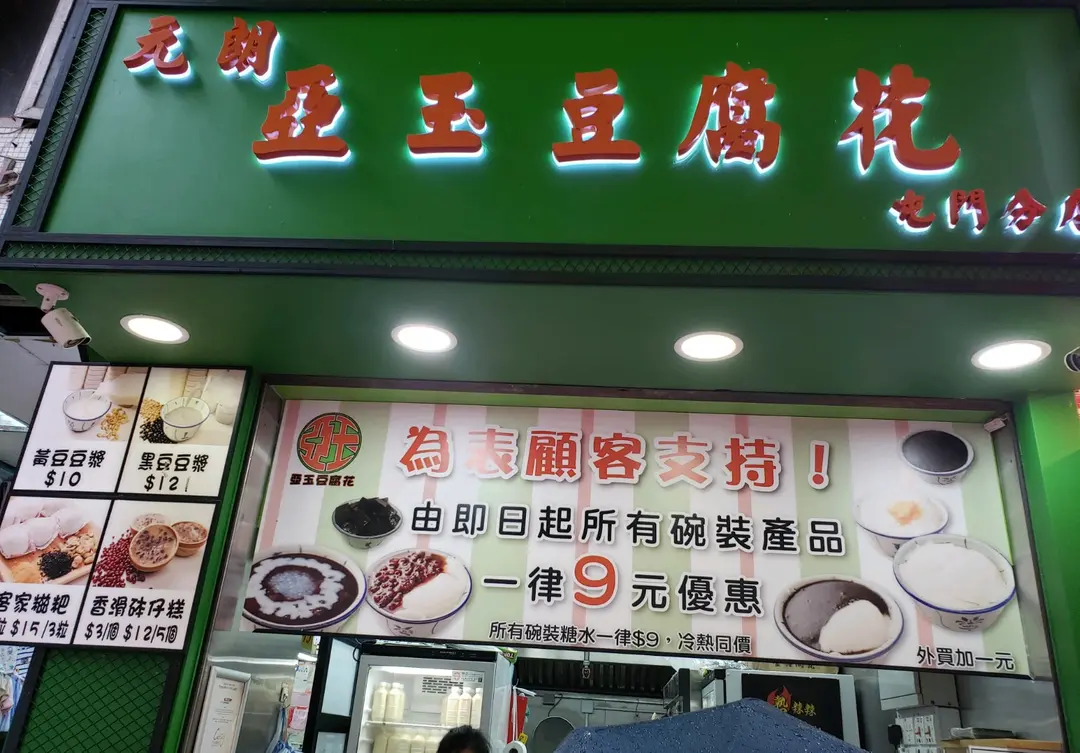 元朗
亞玉豆腐花
屯門分店
黃豆豆漿
$10
黑豆豆漿
$12
客家糍粑
$15/3粒
香滑砵仔糕
$3/個 $12/5個
亞玉豆腐花
為表顧客支持！
由即日起所有碗裝產品
一律9元優惠
所有碗裝糖水一律$9，冷熱同價
外買加一元